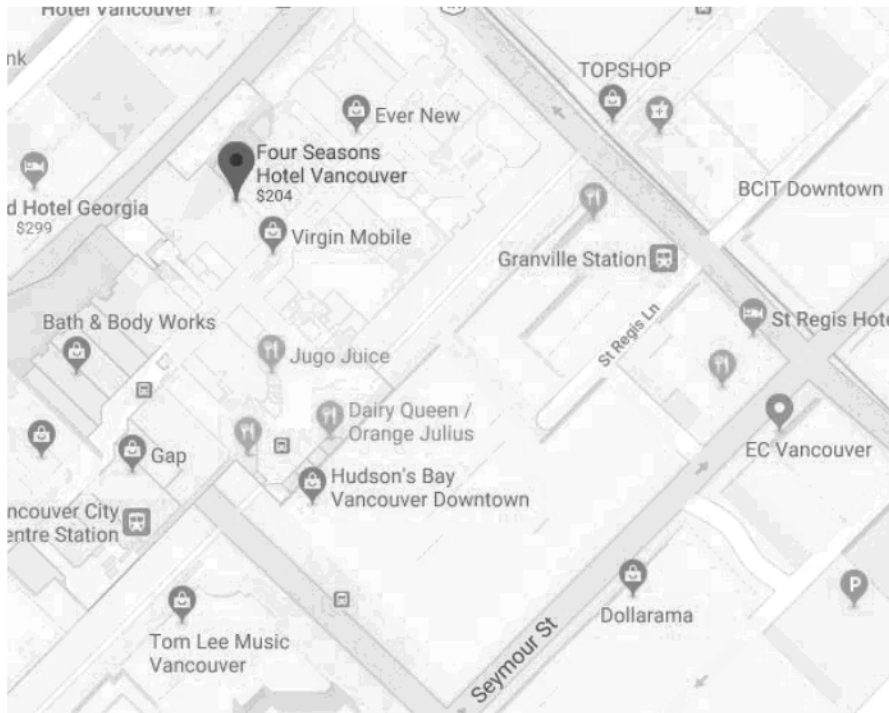 Hotel Vancouver
nk
TOPSHOP
Ever New
Four Seasons
Hotel Vancouver
$204
BCIT Downtown
d Hotel Georgia
$299
Virgin Mobile
Granville Station
St Regis Ln
St Regis Hote
Bath & Body Works
Jugo Juice
Dairy Queen /
Orange Julius
EC Vancouver
Gap
Hudson's Bay
Vancouver Downtown
ncouver City
entre Station
P
Dollarama
Tom Lee Music
Vancouver
Seymour St